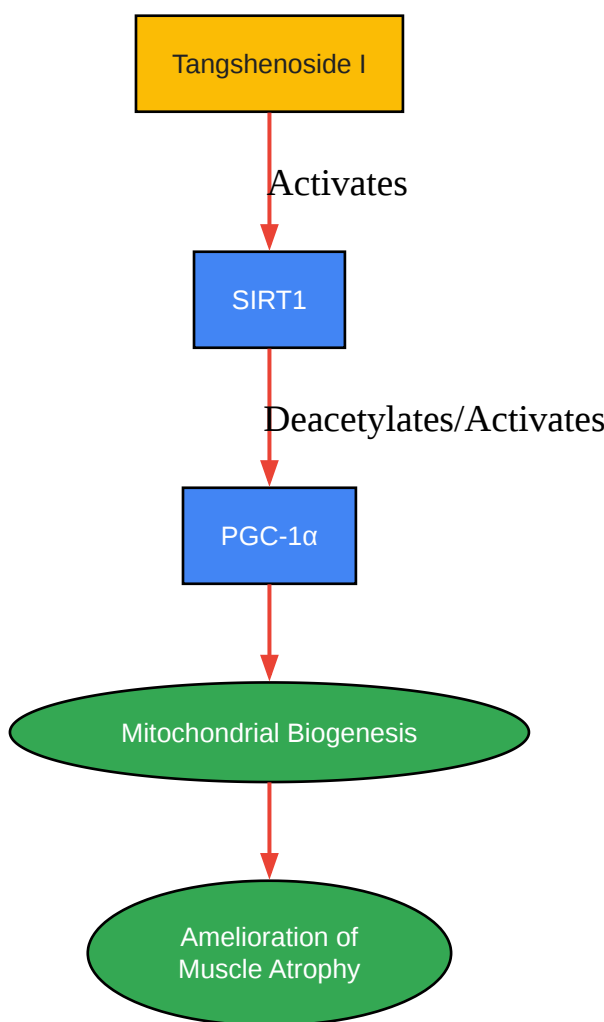 Tangshenoside I
Activates
SIRT1
Deacetylates/Activates
PGC-1α
Mitochondrial Biogenesis
Amelioration of
Muscle Atrophy